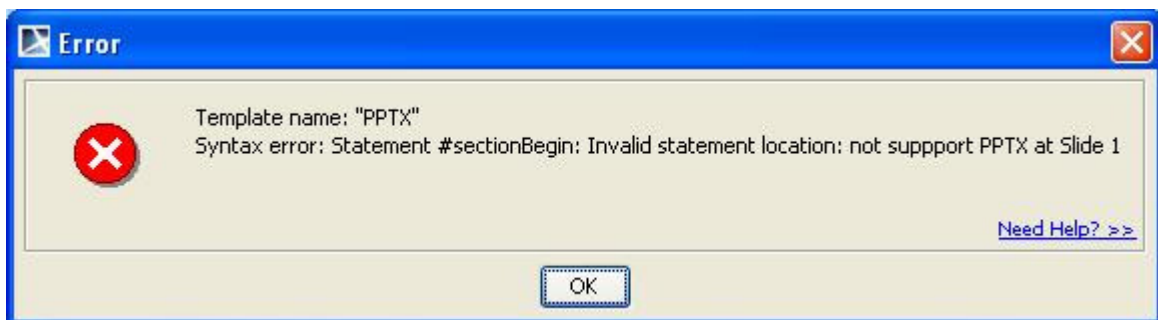 Error
Template name: "PPTX"
Syntax error: Statement #sectionBegin: Invalid statement location: not suppport PPTX at Slide 1
Need Help? >>
OK